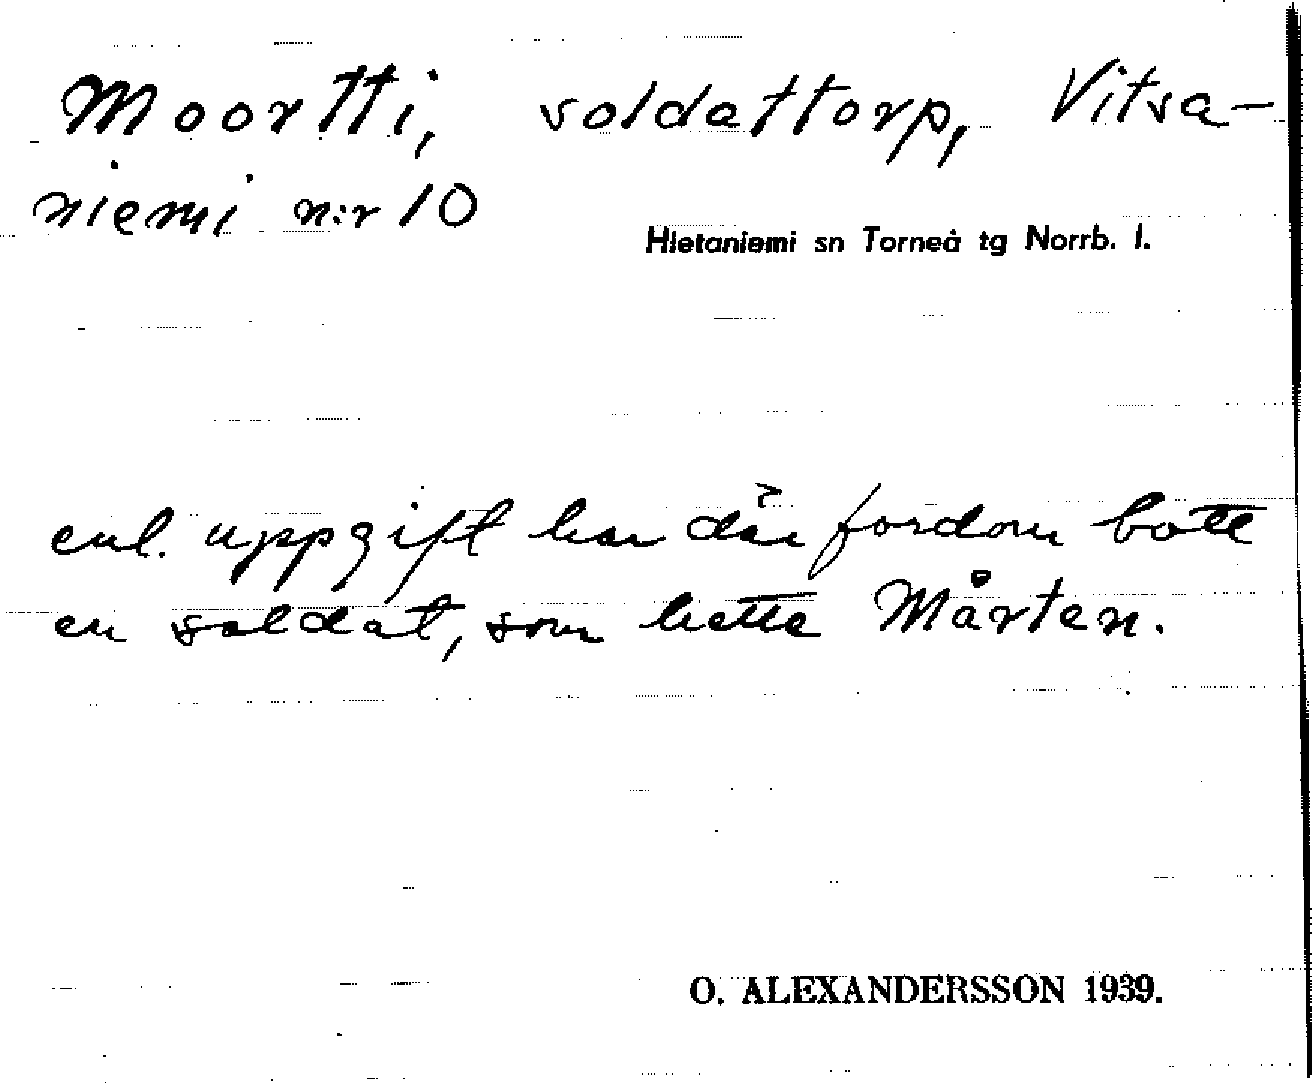 Moortti, soldattorp, Vitsa-
niemi n:r 10
Hietaniemi sn Torneå tg Norrb. l.
enl. uppgift har där fordom bott
en soldat, som hette Mårten.
O. ALEXANDERSSON 1939.